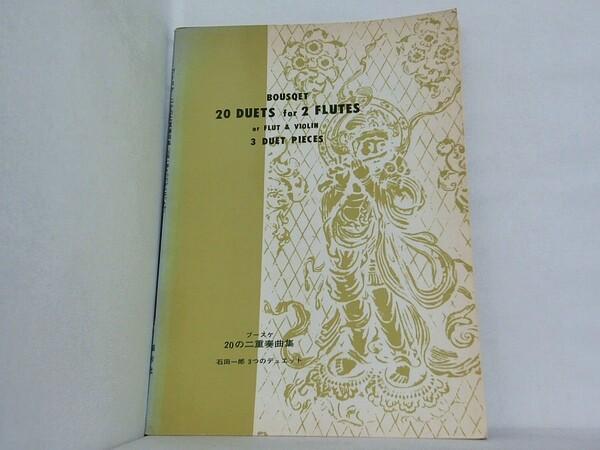 BOUSQET
20 DUETS for 2 FLUTES
or FLUT & VIOLIN
3 DUET PIECES
ブースケ
20の二重奏曲集
石田一郎 3つのデュエット